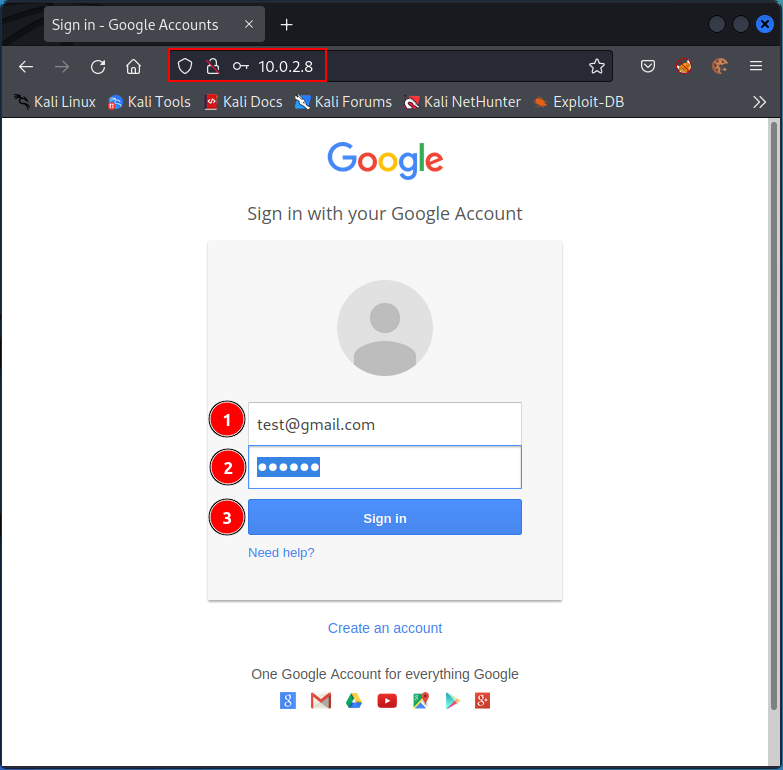 Sign in - Google Accounts
10.0.2.8
Kali Linux Kali Tools Kali Docs Kali Forums Kali NetHunter Exploit-DB
Google
Sign in with your Google Account
1 test@gmail.com
2 ●●●●●●
3 Sign in
Need help?
Create an account
One Google Account for everything Google